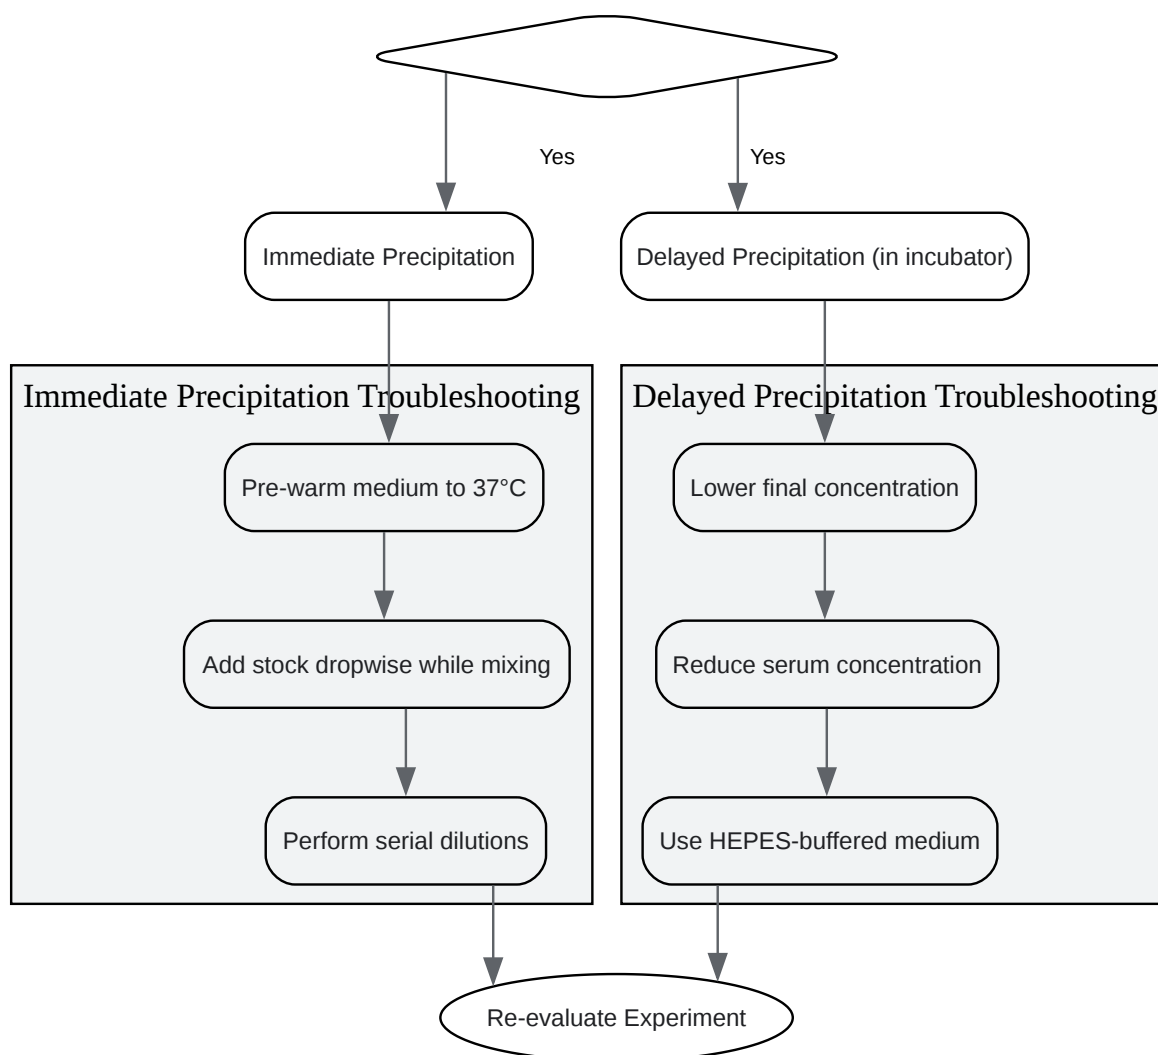 Yes
Yes
Immediate Precipitation
Delayed Precipitation (in incubator)
Immediate Precipitation Troubleshooting
Delayed Precipitation Troubleshooting
Pre-warm medium to 37°C
Lower final concentration
Add stock dropwise while mixing
Reduce serum concentration
Perform serial dilutions
Use HEPES-buffered medium
Re-evaluate Experiment